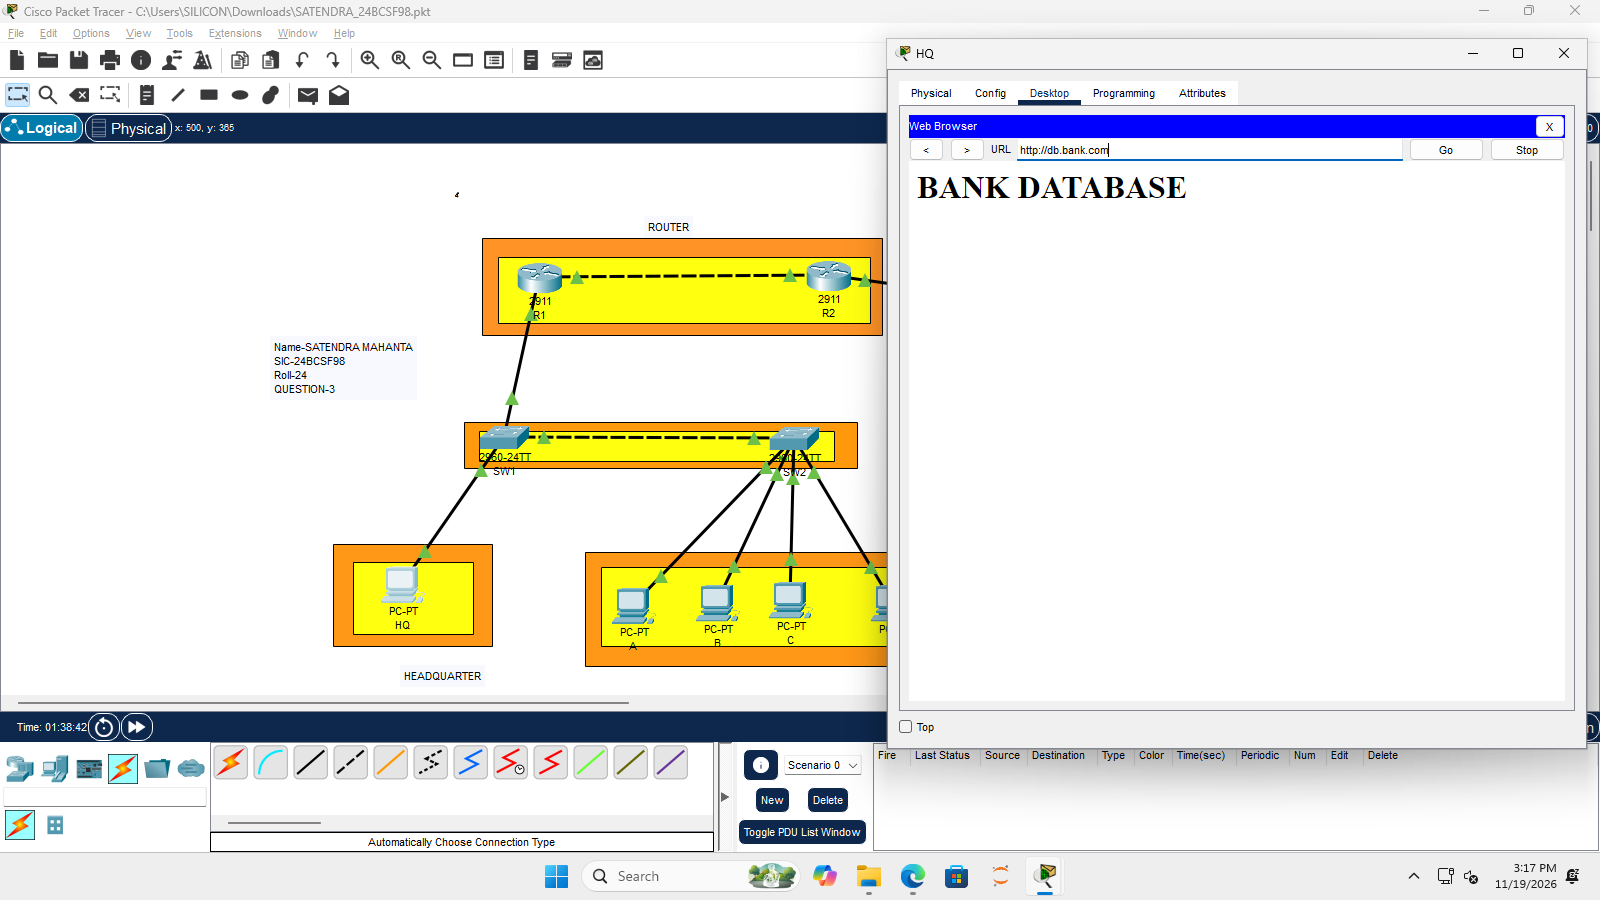 Cisco Packet Tracer - C:\Users\SILICON\Downloads\SATENDRA_24BCSF98.pkt
File Edit Options View Tools Extensions Window Help
Logical Physical x: 500, y: 365
ROUTER
2911
R1
2911
R2
Name-SATENDRA MAHANTA
SIC-24BCSF98
Roll-24
QUESTION-3
2960-24TT
SW1
2960-24TT
SW2
PC-PT
HQ
PC-PT
A
PC-PT
B
PC-PT
C
HEADQUARTER
HQ
Physical Config Desktop Programming Attributes
Web Browser X
< > URL http://db.bank.com Go Stop
BANK DATABASE
Top
Time: 01:38:42
Scenario 0
New Delete
Toggle PDU List Window
Fire Last Status Source Destination Type Color Time(sec) Periodic Num Edit Delete
Automatically Choose Connection Type
Search
3:17 PM
11/19/2026